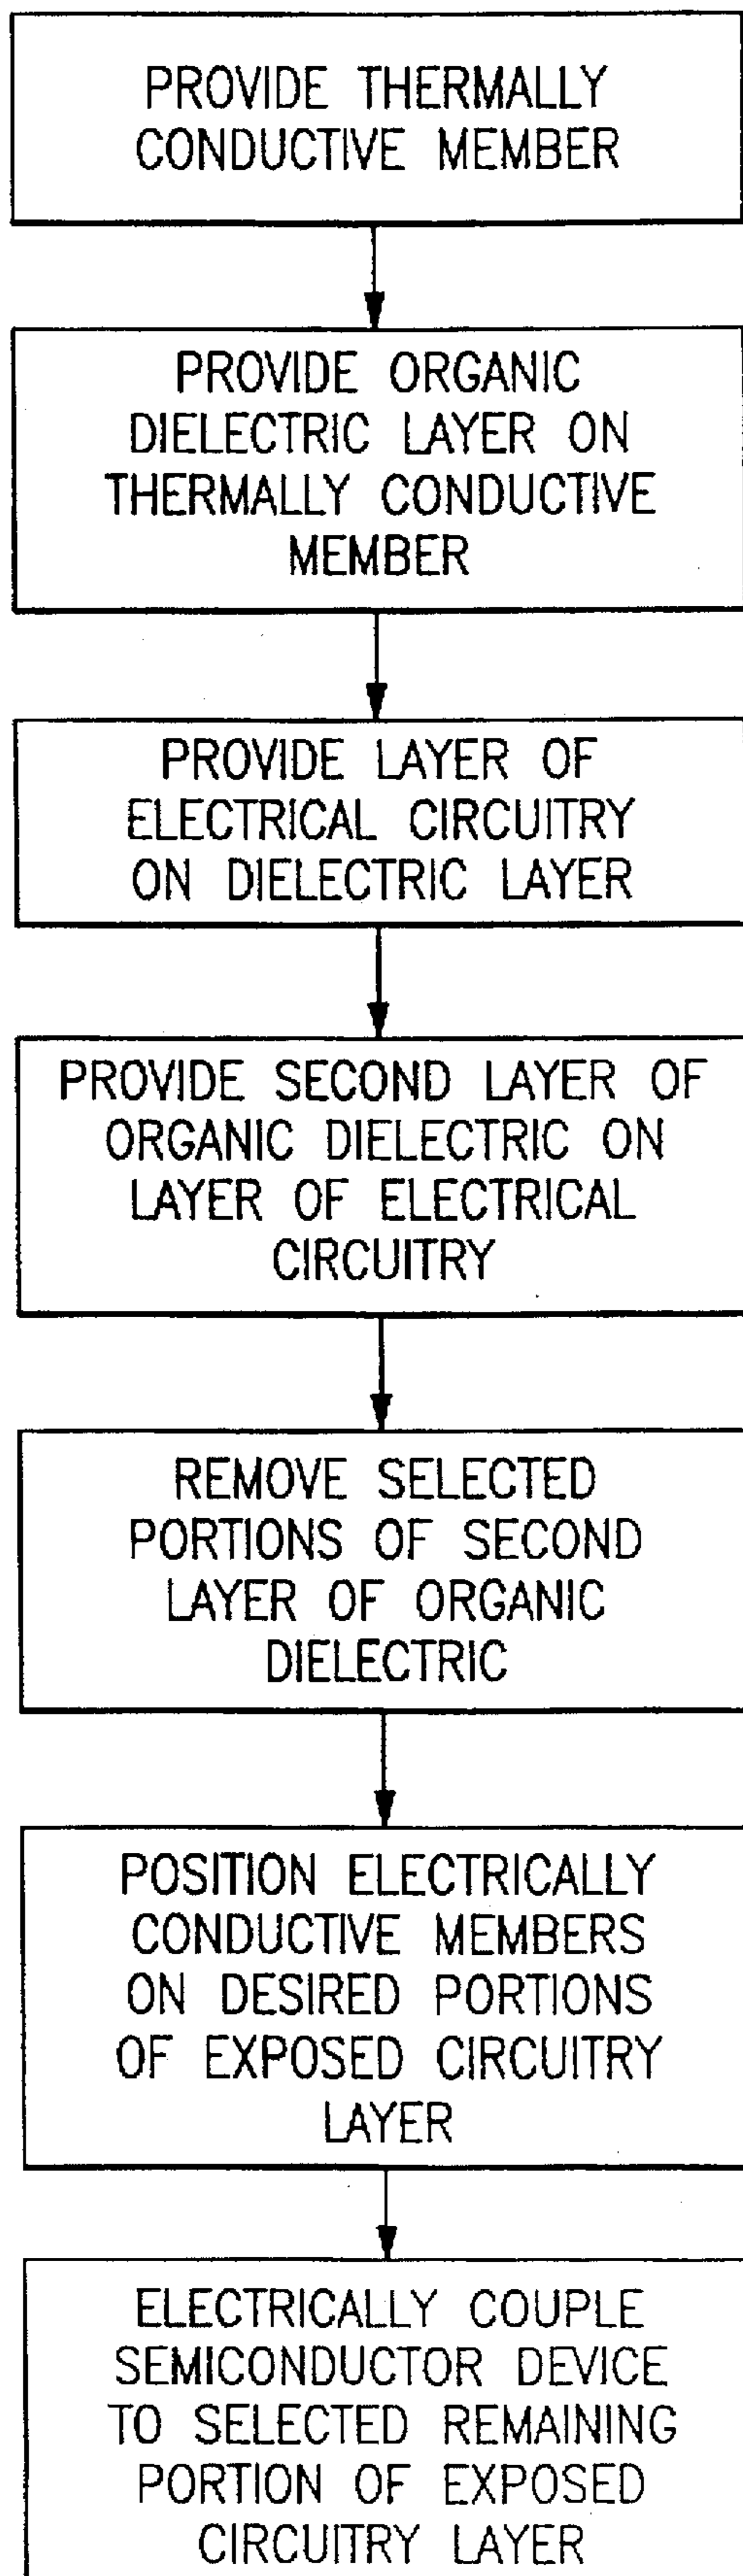 PROVIDE THERMALLY
CONDUCTIVE MEMBER
PROVIDE ORGANIC
DIELECTRIC LAYER ON
THERMALLY CONDUCTIVE
MEMBER
PROVIDE LAYER OF
ELECTRICAL CIRCUITRY
ON DIELECTRIC LAYER
PROVIDE SECOND LAYER OF
ORGANIC DIELECTRIC ON
LAYER OF ELECTRICAL
CIRCUITRY
REMOVE SELECTED
PORTIONS OF SECOND
LAYER OF ORGANIC
DIELECTRIC
POSITION ELECTRICALLY
CONDUCTIVE MEMBERS
ON DESIRED PORTIONS
OF EXPOSED CIRCUITRY
LAYER
ELECTRICALLY COUPLE
SEMICONDUCTOR DEVICE
TO SELECTED REMAINING
PORTION OF EXPOSED
CIRCUITRY LAYER